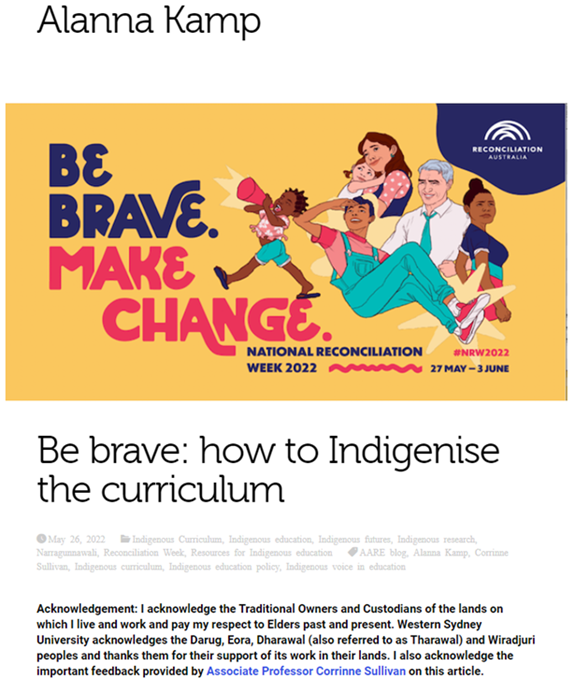 Alanna Kamp
RECONCILIATION
AUSTRALIA
BE
BRAVE.
MAKE
CHANGE.
NATIONAL RECONCILIATION
WEEK 2022
#NRW2022
27 MAY – 3 JUNE
Be brave: how to Indigenise
the curriculum
May 26, 2022 Indigenous Curriculum, Indigenous education, Indigenous futures, Indigenous research,
Narragunnawali, Reconciliation Week, Resources for Indigenous education AARE blog, Alanna Kamp, Corrinne
Sullivan, Indigenous curriculum, Indigenous education policy, Indigenous voice in education
Acknowledgement: I acknowledge the Traditional Owners and Custodians of the lands on
which I live and work and pay my respect to Elders past and present. Western Sydney
University acknowledges the Darug, Eora, Dharawal (also referred to as Tharawal) and Wiradjuri
peoples and thanks them for their support of its work in their lands. I also acknowledge the
important feedback provided by Associate Professor Corrinne Sullivan on this article.